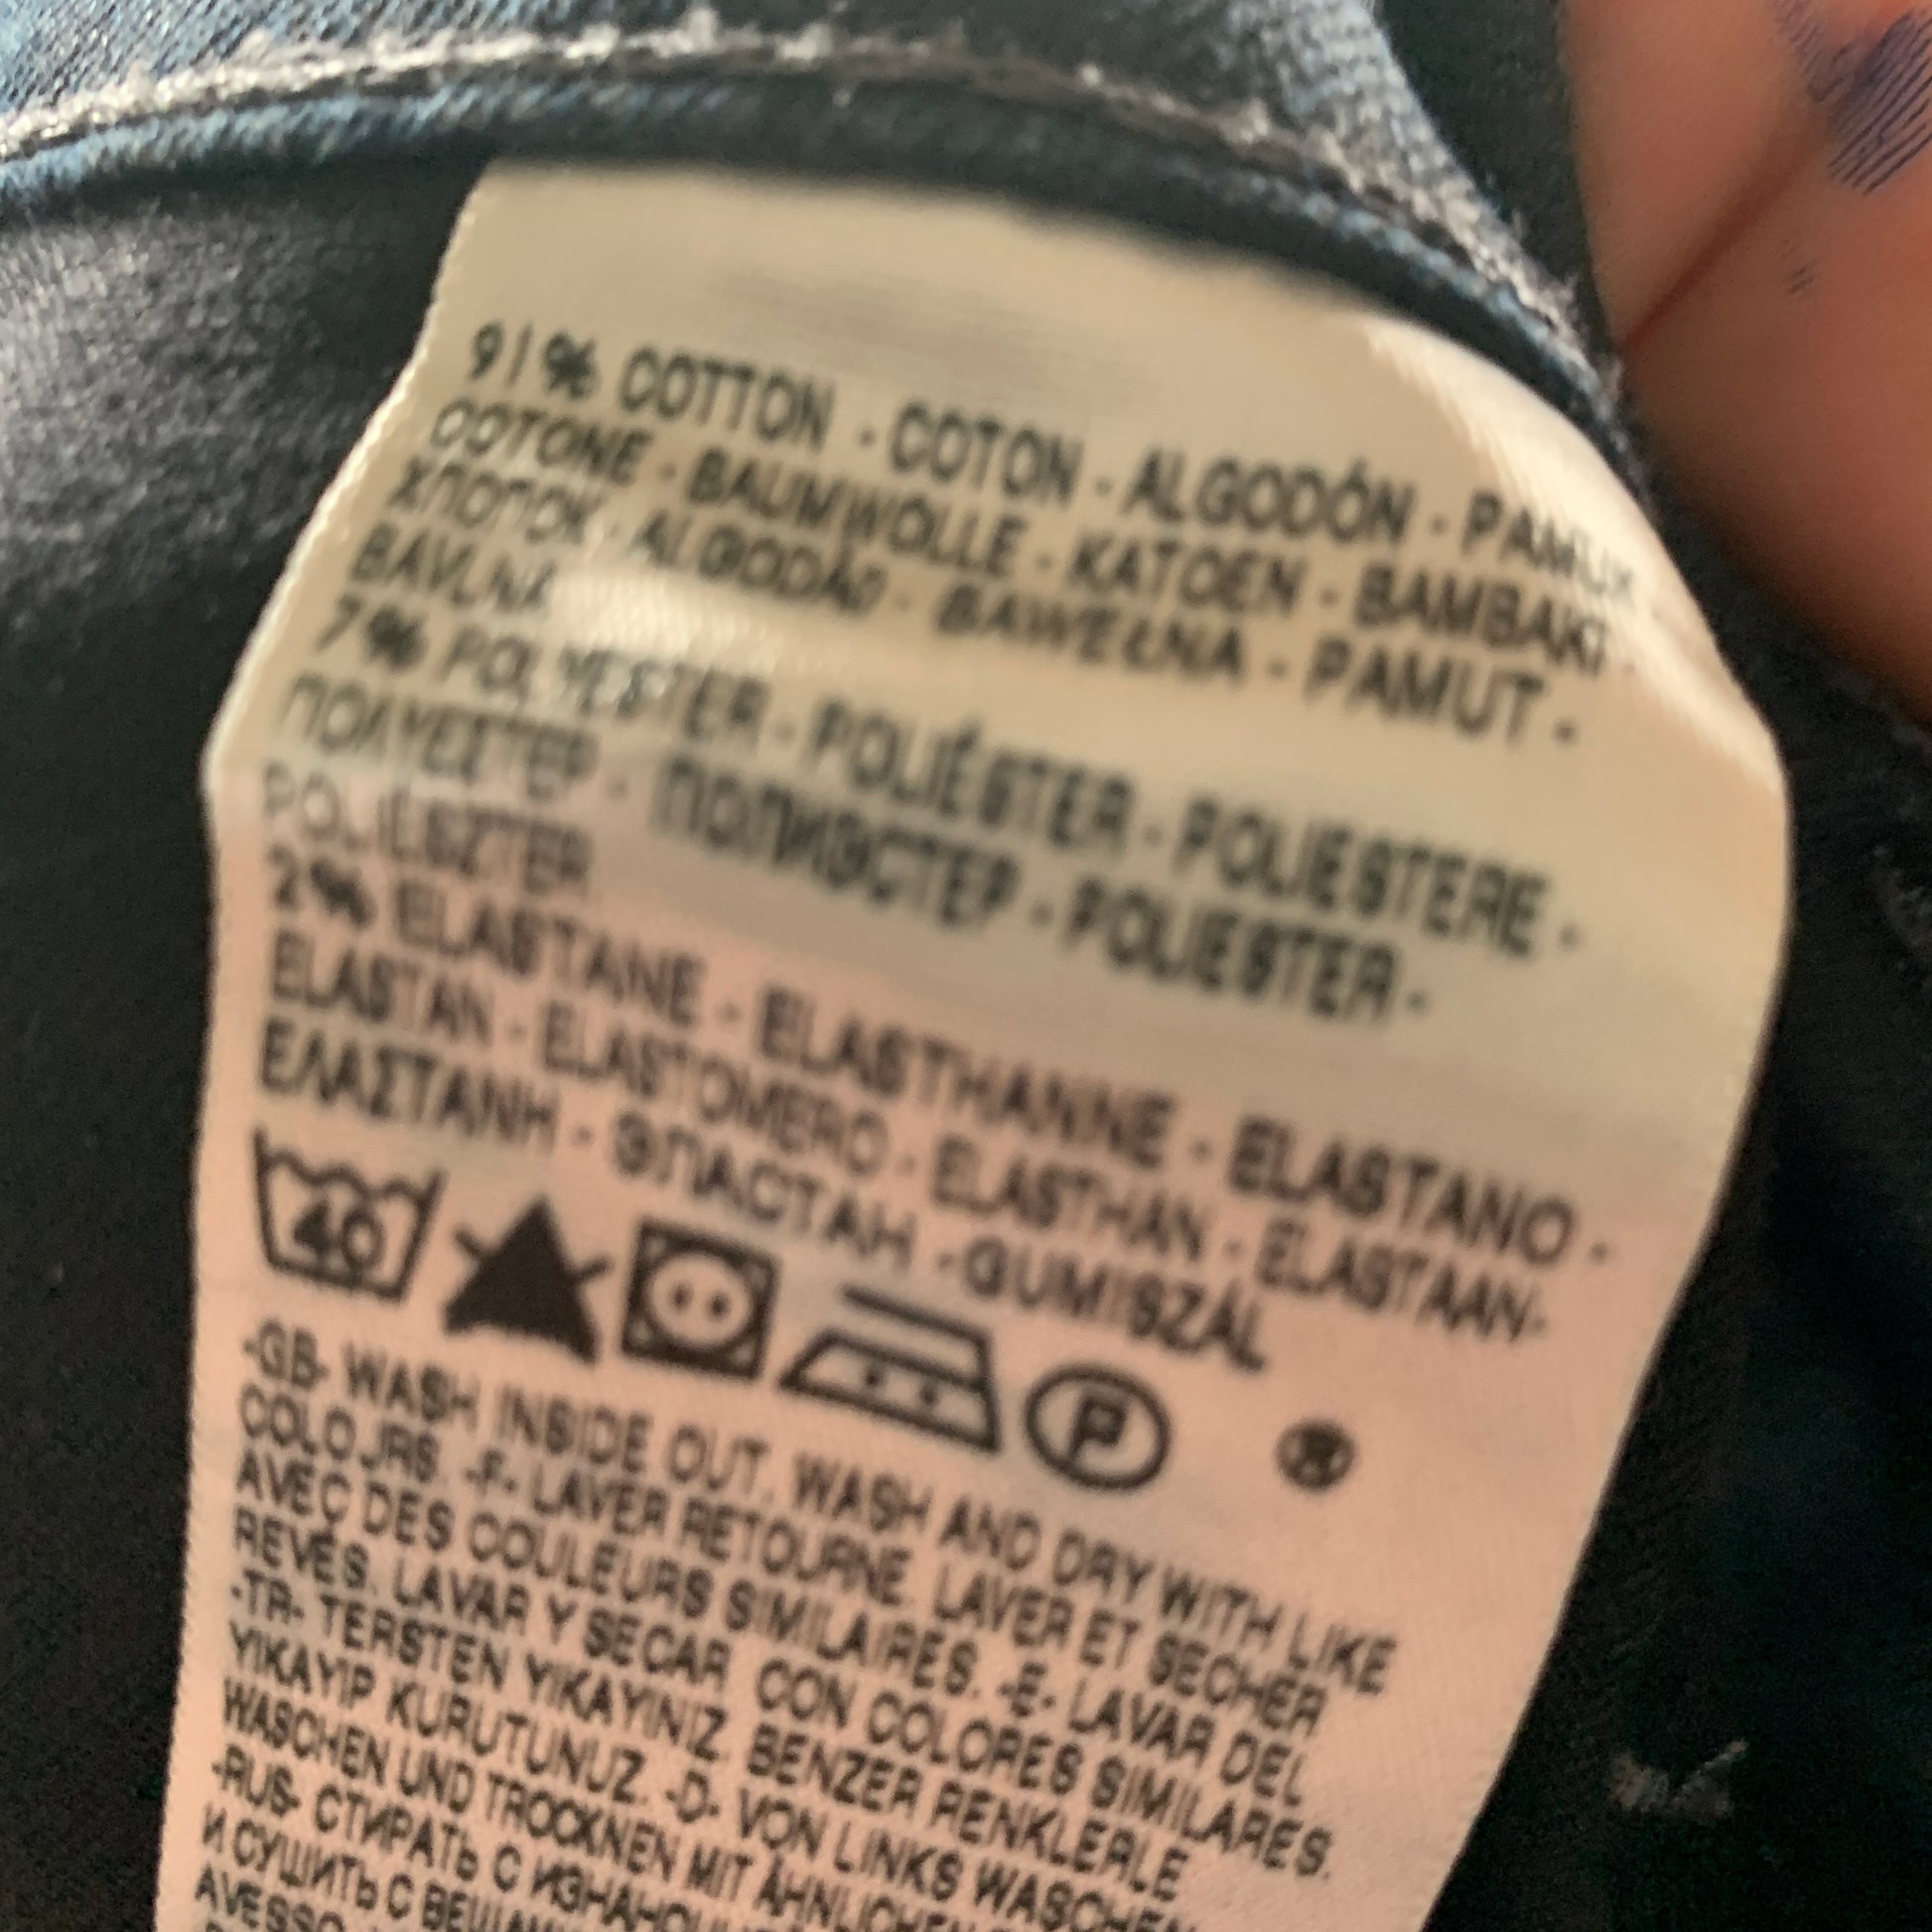 91% COTTON - COTON - ALGODÓN - PAMUK
COTONE - BAUMWOLLE - KATOEN - BAMBAKI -
ХЛОПОК - ALGODÃO - BAWEŁNA - PAMUT -
BAVLNA
7% POLYESTER - POLIÉSTER - POLIESTERE -
ΠΟΛΥΕΣΤΕΡ - ПОЛИЭСТЕР - POLIESTER -
POLIÉSZTER
2% ELASTANE - ELASTHANNE - ELASTANO -
ELASTAN - ELASTOMERO - ELASTHAN - ELASTAAN-
ΕΛΑΣΤΑΝΗ - ЭЛАСТАН -GUMISZÁL
40
P
-GB- WASH INSIDE OUT. WASH AND DRY WITH LIKE
COLOURS. -F- LAVER RETOURNE. LAVER ET SECHER
AVEC DES COULEURS SIMILAIRES. -E- LAVAR DEL
REVÉS. LAVAR Y SECAR CON COLORES SIMILARES.
-TR- TERSTEN YIKAYINIZ. BENZER RENKLERLE
YIKAYIP KURUTUNUZ. -D- VON LINKS WASCHEN
WASCHEN UND TROCKNEN MIT ÄHNLICHEN
-RUS- СТИРАТЬ С
И СУШИТЬ С
AVESSO